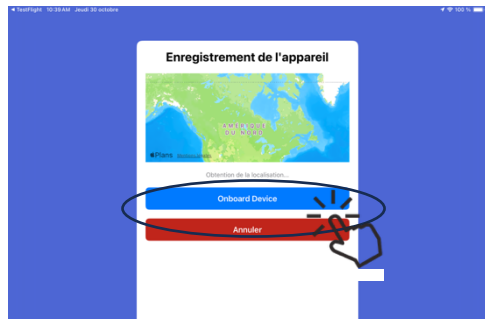 ◀ TestFlight 10:39 AM Jeudi 30 octobre
100 %
Enregistrement de l'appareil
AMÉRIQUE
DU NORD
Plans
Obtention de la localisation...
Onboard Device
Annuler